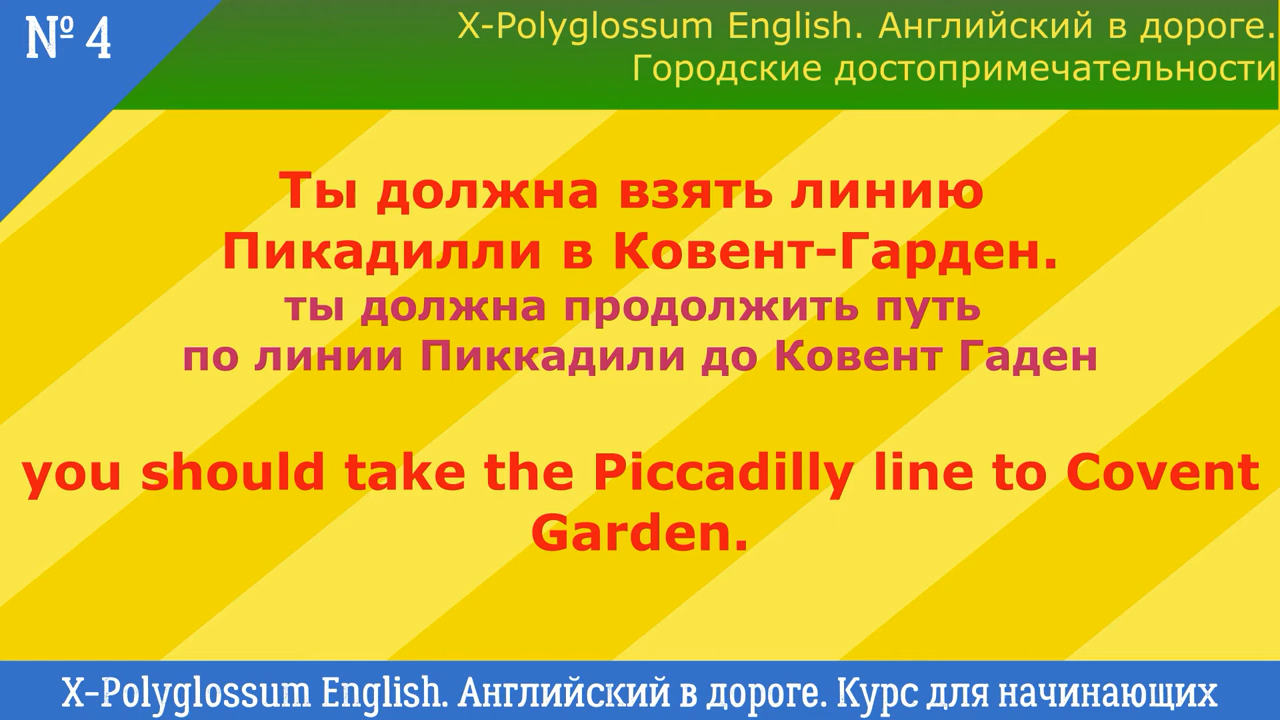 № 4
X-Polyglossum English. Английский в дороге.
Городские достопримечательности
Ты должна взять линию
Пикадилли в Ковент-Гарден.
ты должна продолжить путь
по линии Пиккадили до Ковент Гаден
you should take the Piccadilly line to Covent
Garden.
X-Polyglossum English. Английский в дороге. Курс для начинающих